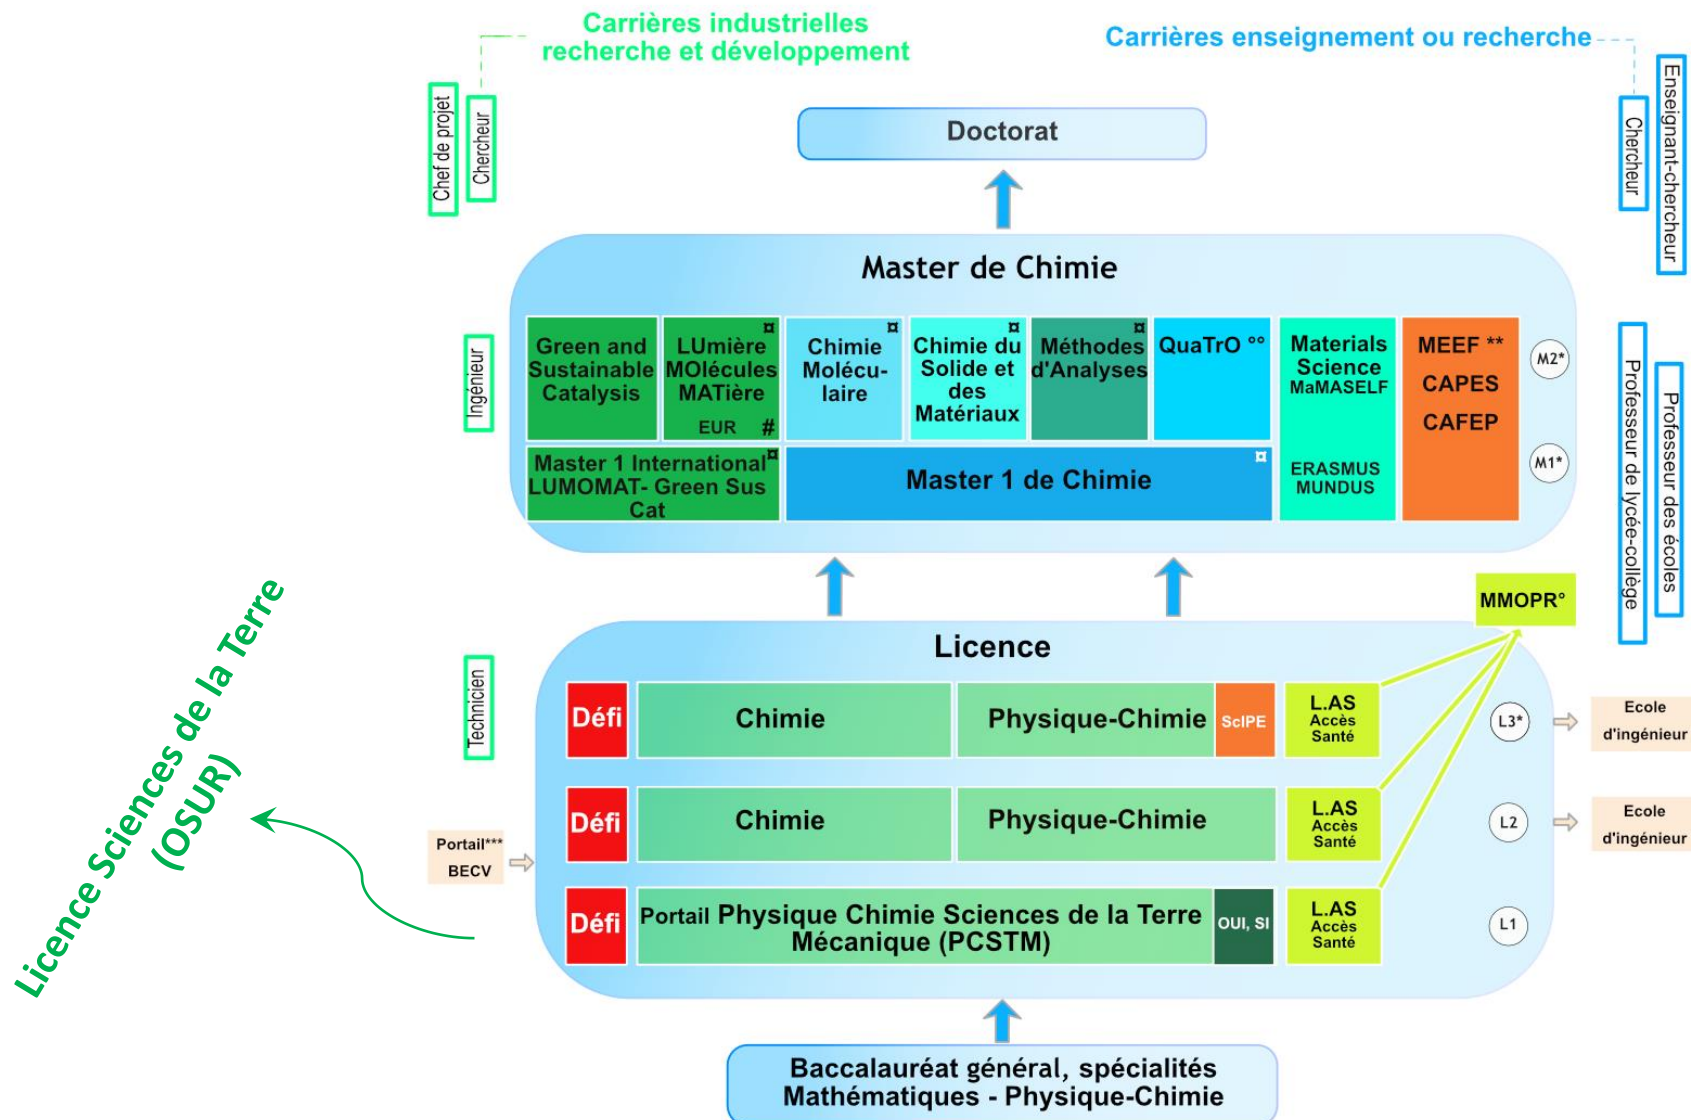 Carrières industrielles
recherche et développement
Carrières enseignement ou recherche
Chef de projet
Chercheur
Chercheur
Enseignant-chercheur
Doctorat
Master de Chimie
Ingénieur
Green and
Sustainable
Catalysis
¤
LUmière
MOlécules
MATière
EUR #
¤
Chimie
Molécu-
laire
¤
Chimie du
Solide et
des
Matériaux
¤
Méthodes
d'Analyses
QuaTrO °°
Materials
Science
MaMASELF
ERASMUS
MUNDUS
MEEF **
CAPES
CAFEP
M2*
Master 1 International¤
LUMOMAT- Green Sus
Cat
Master 1 de Chimie ¤
M1*
Professeur de lycée-collège
Professeur des écoles
MMOPR°
Licence
Technicien
Défi
Chimie
Physique-Chimie
ScIPE
L.AS
Accès
Santé
L3*
Ecole
d'ingénieur
Défi
Chimie
Physique-Chimie
L.AS
Accès
Santé
L2
Ecole
d'ingénieur
Portail***
BECV
Défi
Portail Physique Chimie Sciences de la Terre
Mécanique (PCSTM)
OUI, SI
L.AS
Accès
Santé
L1
Licence Sciences de la Terre
(OSUR)
Baccalauréat général, spécialités
Mathématiques - Physique-Chimie